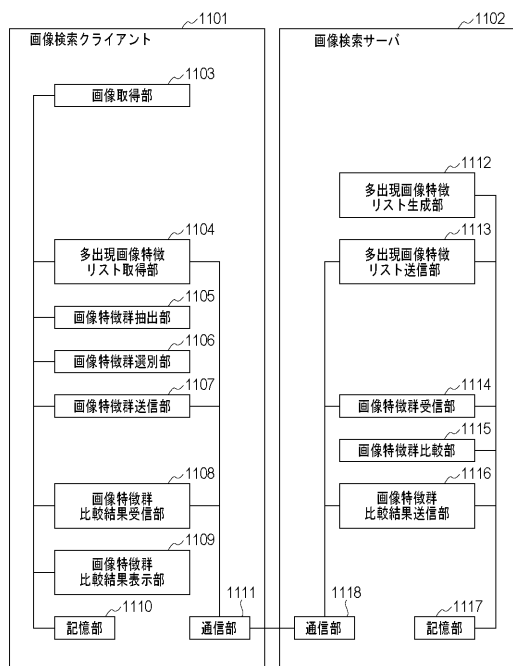 1101
画像検索クライアント
1103
画像取得部
1104
多出現画像特徴
リスト取得部
1105
画像特徴群抽出部
1106
画像特徴群選別部
1107
画像特徴群送信部
1108
画像特徴群
比較結果受信部
1109
画像特徴群
比較結果表示部
1110
記憶部
1111
通信部
1102
画像検索サーバ
1112
多出現画像特徴
リスト生成部
1113
多出現画像特徴
リスト送信部
1114
画像特徴群受信部
1115
画像特徴群比較部
1116
画像特徴群
比較結果送信部
1118
通信部
1117
記憶部